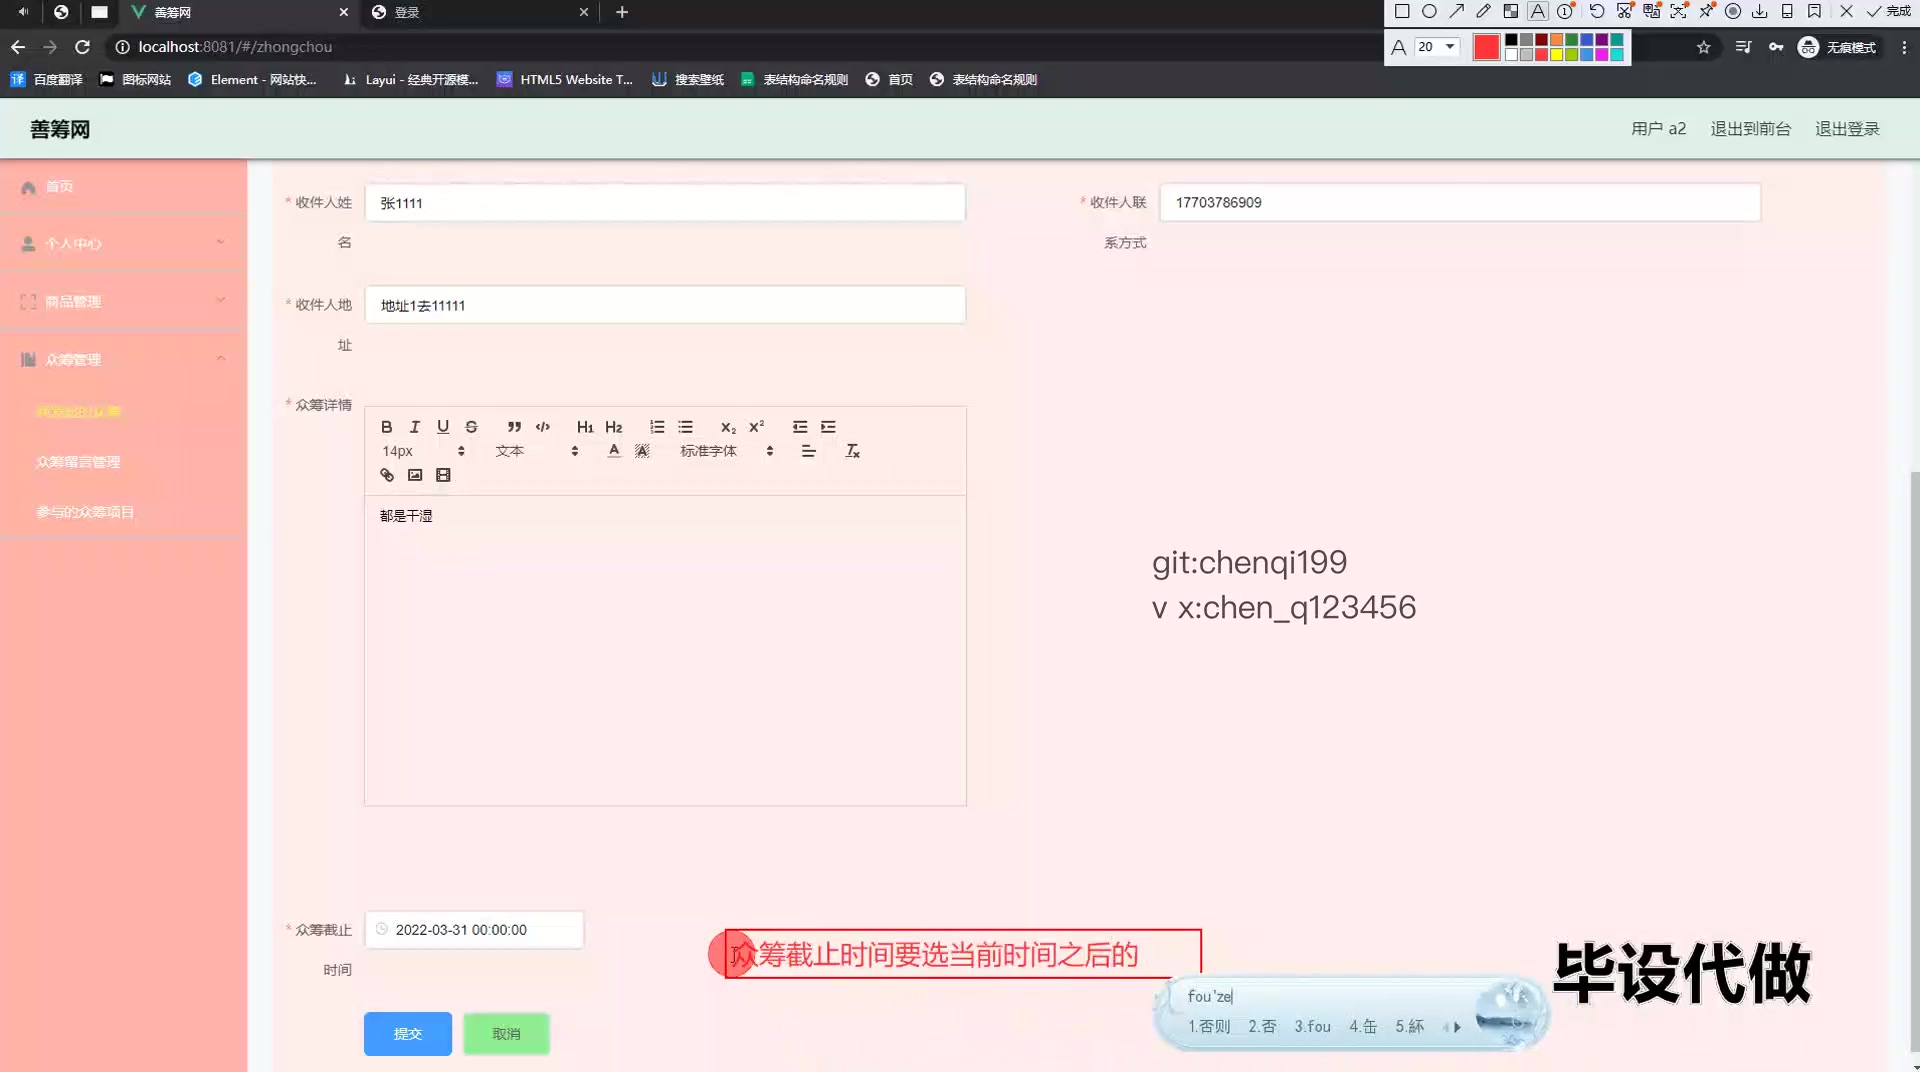 善筹网
登录
完成
localhost:8081/#/zhongchou
A 20
无痕模式
百度翻译 图标网站 Element - 网站快... Layui - 经典开源模... HTML5 Website T... 搜索壁纸 表结构命名规则 首页 表结构命名规则
善筹网
用户 a2 退出到前台 退出登录
首页
个人中心
商品管理
众筹管理
众筹留言管理
参与的众筹项目
* 收件人姓名
张1111
* 收件人联系方式
17703786909
* 收件人地址
地址1去11111
* 众筹详情
B I U S H1 H2 X2 X2
14px 文本 A A 标准字体
都是干湿
git:chenqi199
v x:chen_q123456
* 众筹截止时间
2022-03-31 00:00:00
众筹截止时间要选当前时间之后的
fou'ze
1.否则 2.否 3.fou 4.缶 5.紑
毕设代做
提交 取消